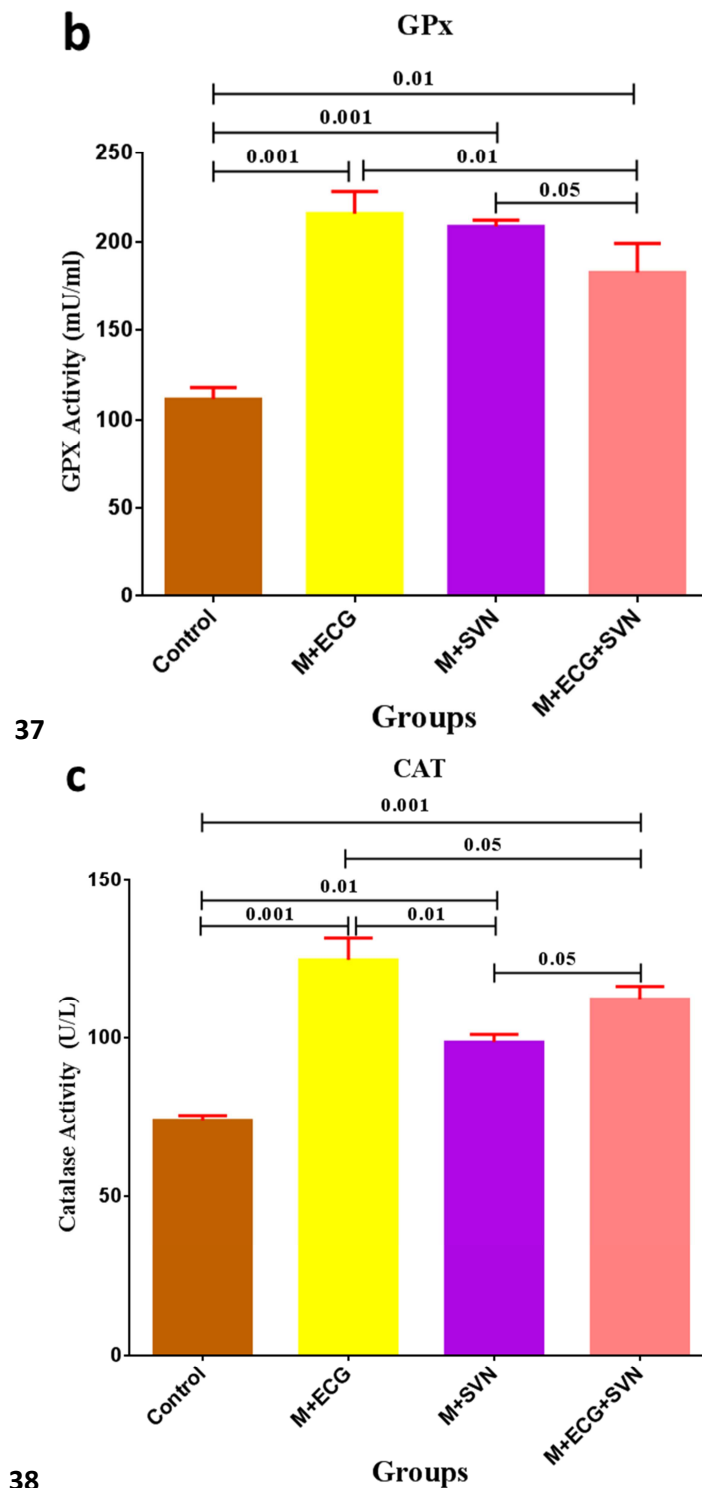 b
GPx
0.01
0.001
0.001
0.01
0.05
250
200
150
100
50
0
GPX Activity (mU/ml)
Control
M+ECG
M+SVN
M+ECG+SVN
Groups
37
c
CAT
0.001
0.05
0.01
0.001
0.01
0.05
150
100
50
0
Catalase Activity (U/L)
Control
M+ECG
M+SVN
M+ECG+SVN
Groups
38